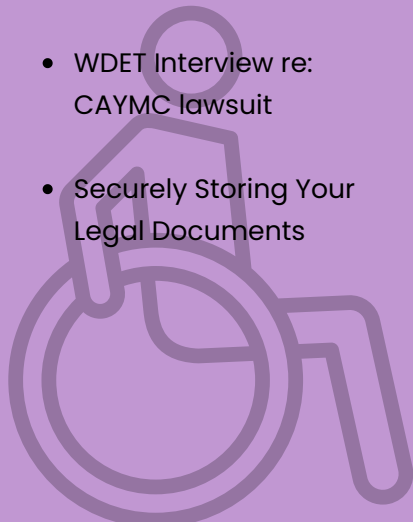 • WDET Interview re:
CAYMC lawsuit
• Securely Storing Your
Legal Documents